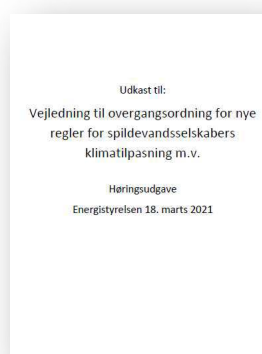 Udkast til:
Vejledning til overgangsordning for nye
regler for spildevandsselskabers
klimatilpasning m.v.
Høringsudgave
Energistyrelsen 18. marts 2021